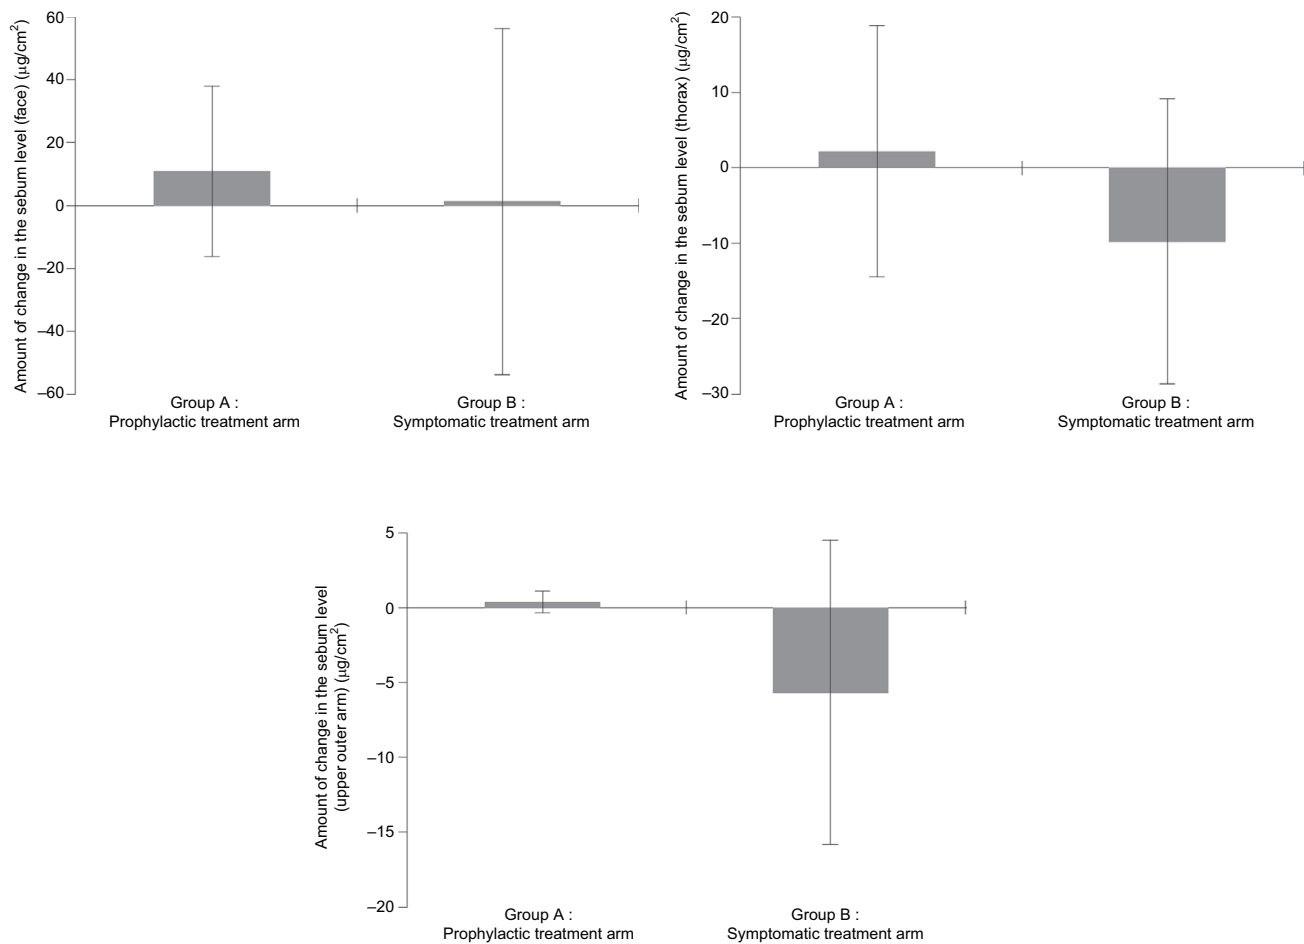 Amount of change in the sebum level (face) (μg/cm²)
60
40
20
0
–20
–40
–60
Group A :
Prophylactic treatment arm
Group B :
Symptomatic treatment arm
Amount of change in the sebum level (thorax) (μg/cm²)
20
10
0
–10
–20
–30
Group A :
Prophylactic treatment arm
Group B :
Symptomatic treatment arm
Amount of change in the sebum level
(upper outer arm) (μg/cm²)
5
0
–5
–10
–15
–20
Group A :
Prophylactic treatment arm
Group B :
Symptomatic treatment arm